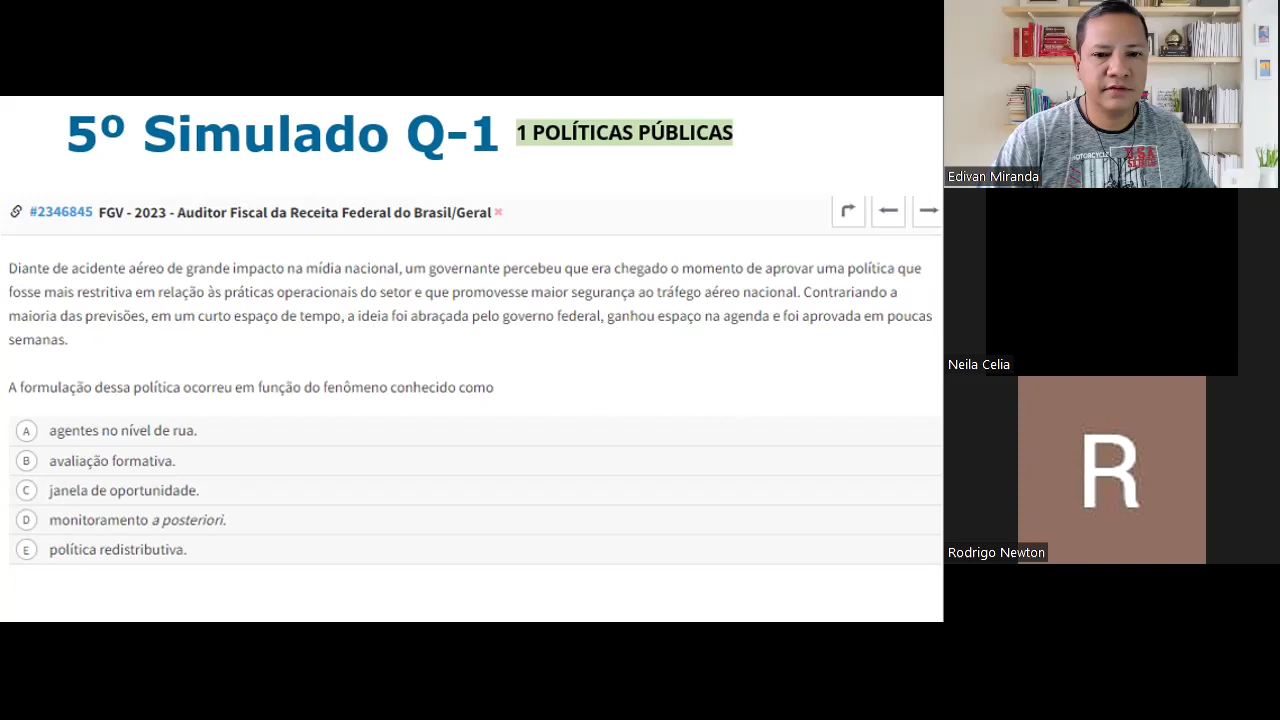 5º Simulado Q-1
1 POLÍTICAS PÚBLICAS
#2346845 FGV - 2023 - Auditor Fiscal da Receita Federal do Brasil/Geral
Diante de acidente aéreo de grande impacto na mídia nacional, um governante percebeu que era chegado o momento de aprovar uma política que
fosse mais restritiva em relação às práticas operacionais do setor e que promovesse maior segurança ao tráfego aéreo nacional. Contrariando a
maioria das previsões, em um curto espaço de tempo, a ideia foi abraçada pelo governo federal, ganhou espaço na agenda e foi aprovada em poucas
semanas.
A formulação dessa política ocorreu em função do fenômeno conhecido como
A agentes no nível de rua.
B avaliação formativa.
C janela de oportunidade.
D monitoramento a posteriori.
E política redistributiva.
Edivan Miranda
Neila Celia
R
Rodrigo Newton